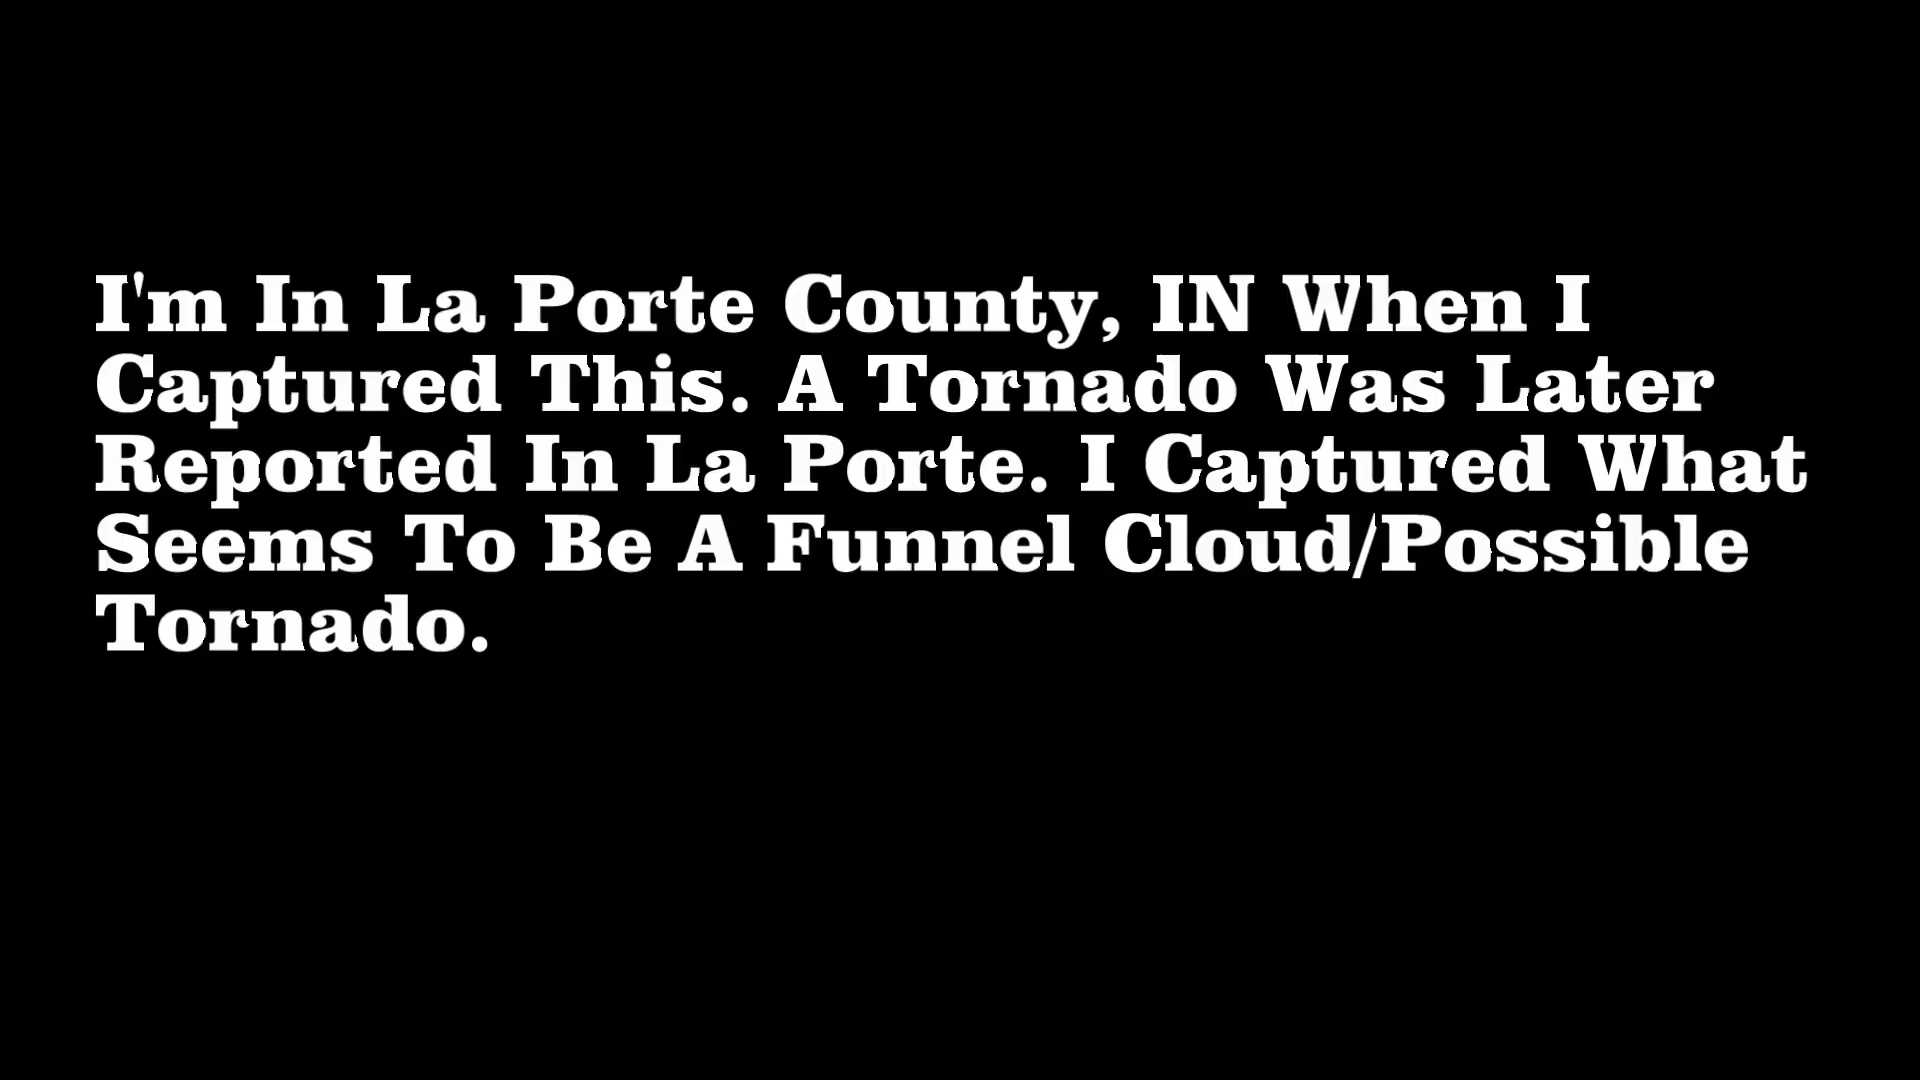 I'm In La Porte County, IN When I
Captured This. A Tornado Was Later
Reported In La Porte. I Captured What
Seems To Be A Funnel Cloud/Possible
Tornado.